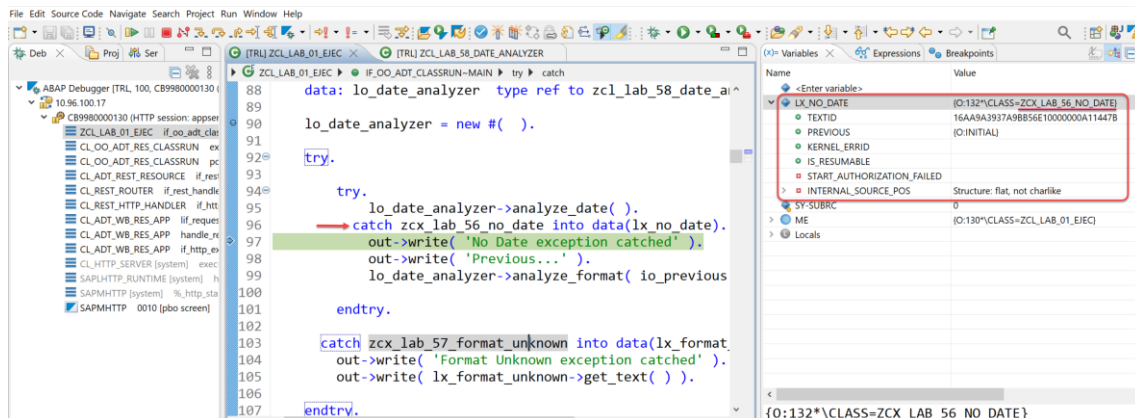 File Edit Source Code Navigate Search Project Run Window Help
Deb
Proj
Ser
[TRL] ZCL_LAB_01_EJEC
[TRL] ZCL_LAB_58_DATE_ANALYZER
(x)= Variables
Expressions
Breakpoints
ZCL_LAB_01_EJEC
IF_OO_ADT_CLASSRUN~MAIN
try
catch
ABAP Debugger [TRL, 100, CB9980000130 (
10.96.100.17
CB9980000130 (HTTP session: appser
ZCL_LAB_01_EJEC if_oo_adt_clas
CL_OO_ADT_RES_CLASSRUN ex
CL_OO_ADT_RES_CLASSRUN po
CL_ADT_REST_RESOURCE if_rest
CL_REST_ROUTER if_rest_handle
CL_REST_HTTP_HANDLER if_htt
CL_ADT_WB_RES_APP lif_reques
CL_ADT_WB_RES_APP handle_re
CL_ADT_WB_RES_APP if_http_ex
CL_HTTP_SERVER [system] exec
SAPLHTTP_RUNTIME [system] h
SAPMHTTP [system] %_http_sta
SAPMHTTP 0010 [pbo screen]
88 data: lo_date_analyzer type ref to zcl_lab_58_date_a
89
90 lo_date_analyzer = new #( ).
91
92 try.
93
94 try.
95 lo_date_analyzer->analyze_date( ).
96 catch zcx_lab_56_no_date into data(lx_no_date).
97 out->write( 'No Date exception catched' ).
98 out->write( 'Previous...' ).
99 lo_date_analyzer->analyze_format( io_previous
100
101 endtry.
102
103 catch zcx_lab_57_format_unknown into data(lx_format_
104 out->write( 'Format Unknown exception catched' ).
105 out->write( lx_format_unknown->get_text( ) ).
106
107 endtry.
Name Value
<Enter variable>
LX_NO_DATE {O:132*\CLASS=ZCX_LAB_56_NO_DATE}
TEXTID 16AA9A3937A9BB56E10000000A11447B
PREVIOUS {O:INITIAL}
KERNEL_ERRID
IS_RESUMABLE
START_AUTHORIZATION_FAILED
INTERNAL_SOURCE_POS Structure: flat, not charlike
SY-SUBRC 0
ME {O:130*\CLASS=ZCL_LAB_01_EJEC}
Locals
{O:132*\CLASS=ZCX_LAB_56_NO_DATE}